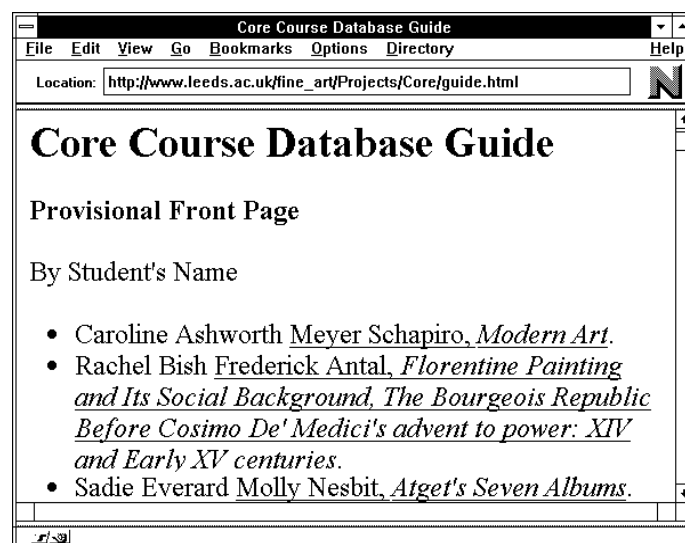 Core Course Database Guide
File Edit View Go Bookmarks Options Directory Help
Location: http://www.leeds.ac.uk/fine_art/Projects/Core/guide.html
N
Core Course Database Guide
Provisional Front Page
By Student's Name
• Caroline Ashworth Meyer Schapiro, Modern Art.
• Rachel Bish Frederick Antal, Florentine Painting
and Its Social Background, The Bourgeois Republic
Before Cosimo De' Medici's advent to power: XIV
and Early XV centuries.
• Sadie Everard Molly Nesbit, Atget's Seven Albums.